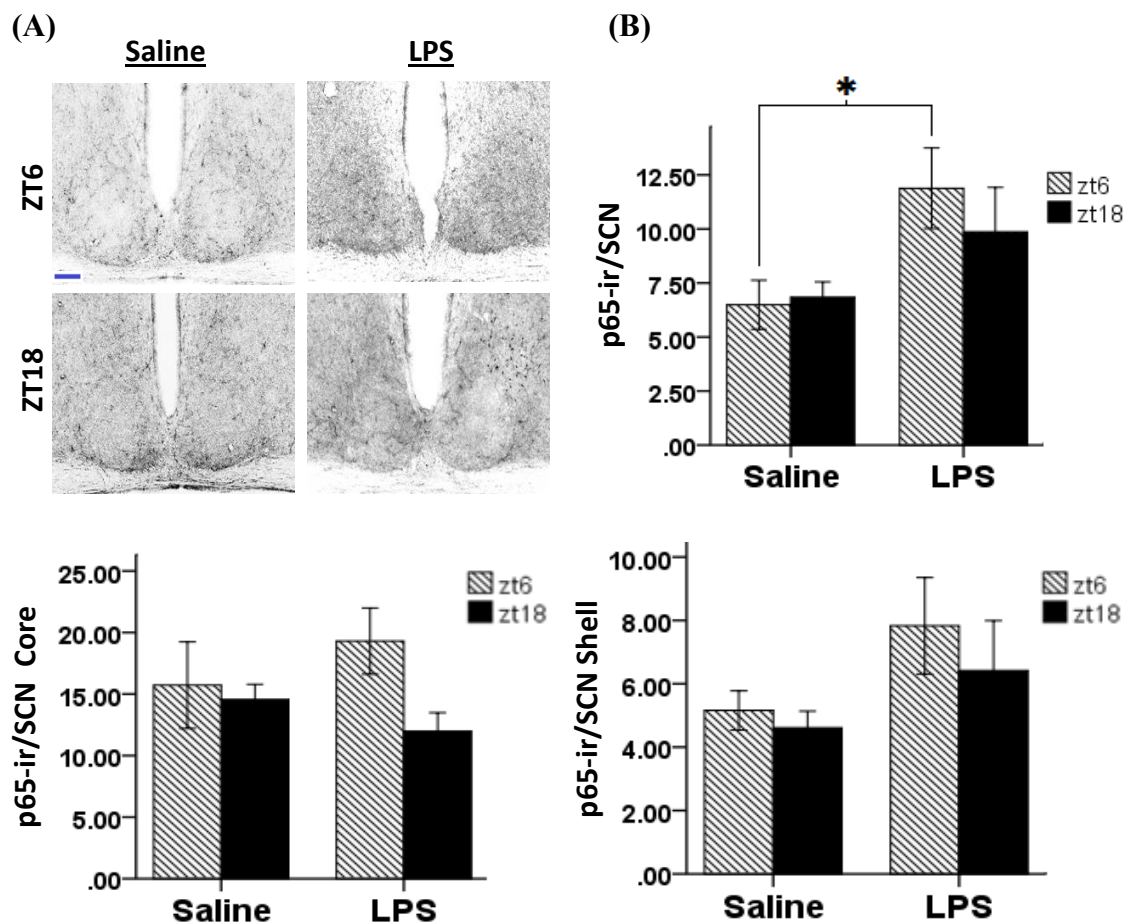 (A)
Saline LPS
ZT6
ZT18
(B)
*
p65-ir/SCN
12.50
10.00
7.50
5.00
2.50
.00
Saline LPS
zt6
zt18
p65-ir/SCN Core
25.00
20.00
15.00
10.00
5.00
.00
Saline LPS
zt6
zt18
p65-ir/SCN Shell
10.00
8.00
6.00
4.00
2.00
.00
Saline LPS
zt6
zt18